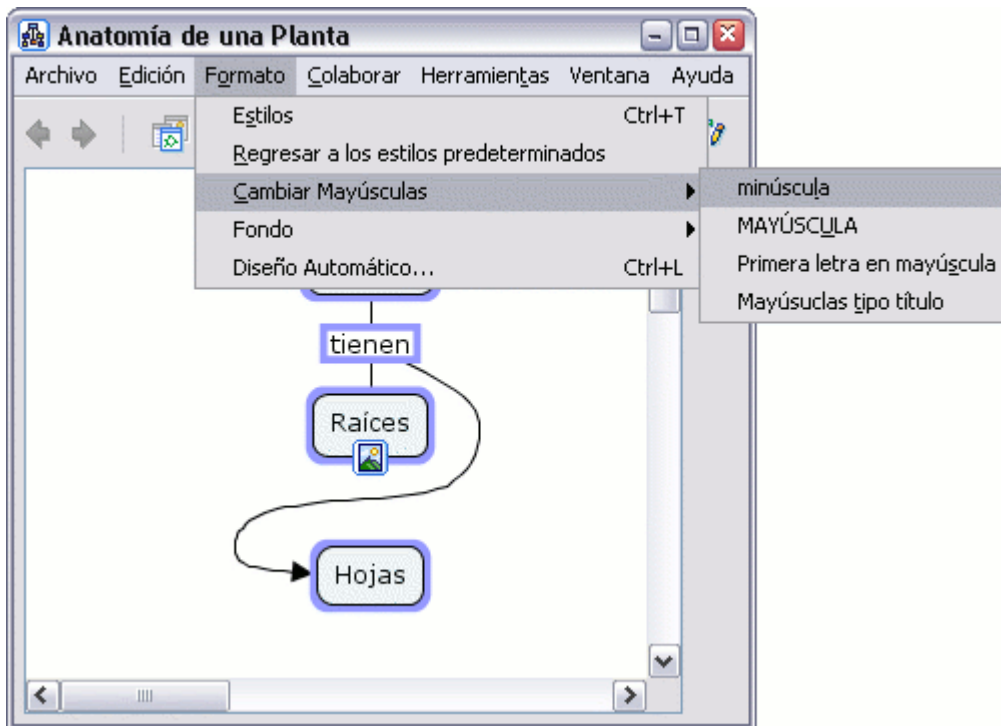 Anatomía de una Planta
Archivo Edición Formato Colaborar Herramientas Ventana Ayuda
Estilos Ctrl+T
Regresar a los estilos predeterminados
Cambiar Mayúsculas
Fondo
Diseño Automático... Ctrl+L
minúscula
MAYÚSCULA
Primera letra en mayúscula
Mayúsuclas tipo título
tienen
Raíces
Hojas